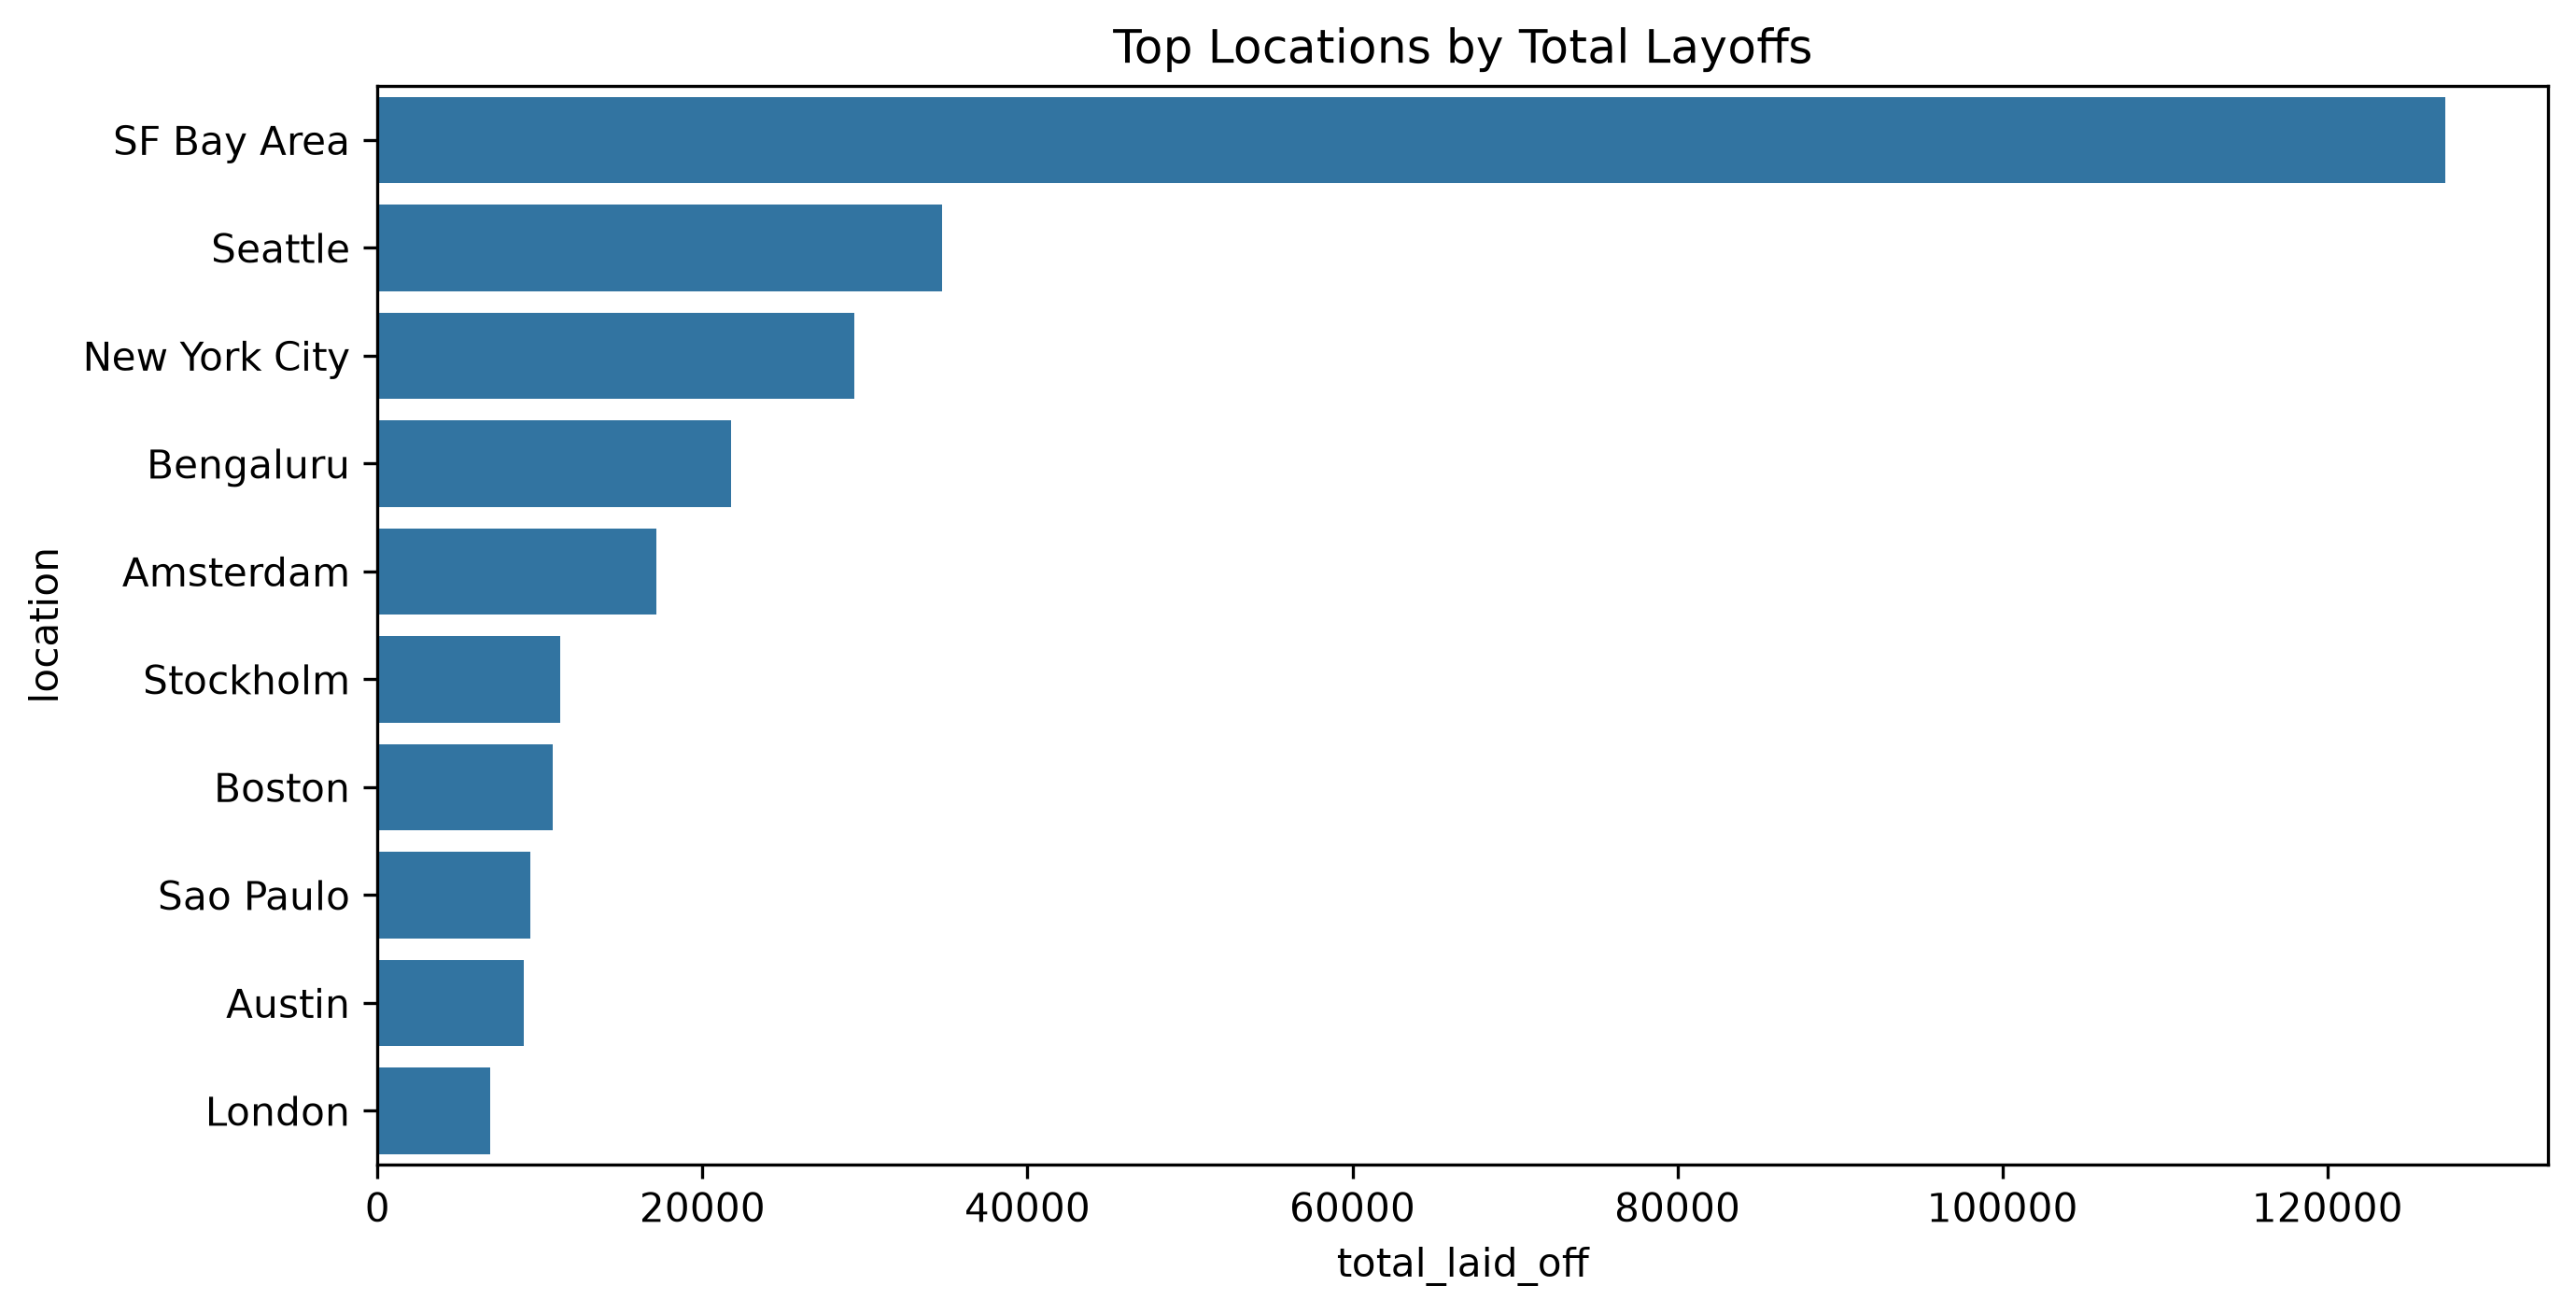 Top Locations by Total Layoffs
SF Bay Area
Seattle
New York City
Bengaluru
Amsterdam
Stockholm
Boston
Sao Paulo
Austin
London
location
0 20000 40000 60000 80000 100000 120000
total_laid_off